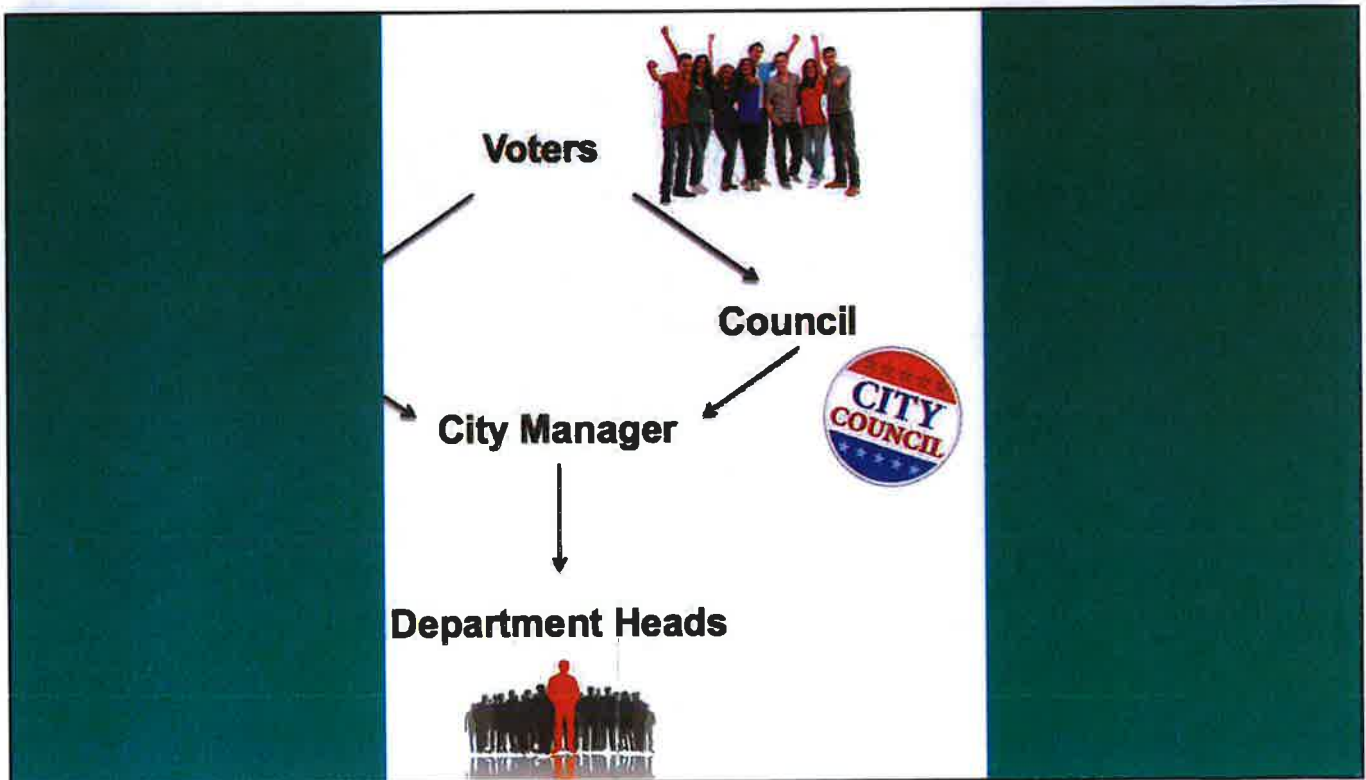 Voters
Council
CITY
COUNCIL
City Manager
Department Heads